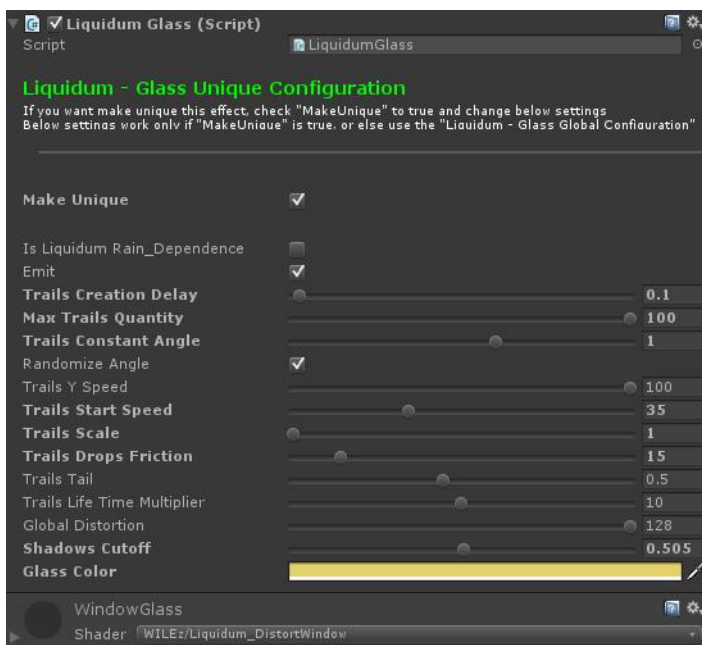 Liquidum Glass (Script)
Script LiquidumGlass
Liquidum - Glass Unique Configuration
If you want make unique this effect, check "MakeUnique" to true and change below settings
Below settings work only if "MakeUnique" is true, or else use the "Liquidum - Glass Global Configuration"
Make Unique
Is Liquidum Rain_Dependence
Emit
Trails Creation Delay 0.1
Max Trails Quantity 100
Trails Constant Angle 1
Randomize Angle
Trails Y Speed 100
Trails Start Speed 35
Trails Scale 1
Trails Drops Friction 15
Trails Tail 0.5
Trails Life Time Multiplier 10
Global Distortion 128
Shadows Cutoff 0.505
Glass Color
WindowGlass
Shader WILEz/Liquidum_DistortWindow